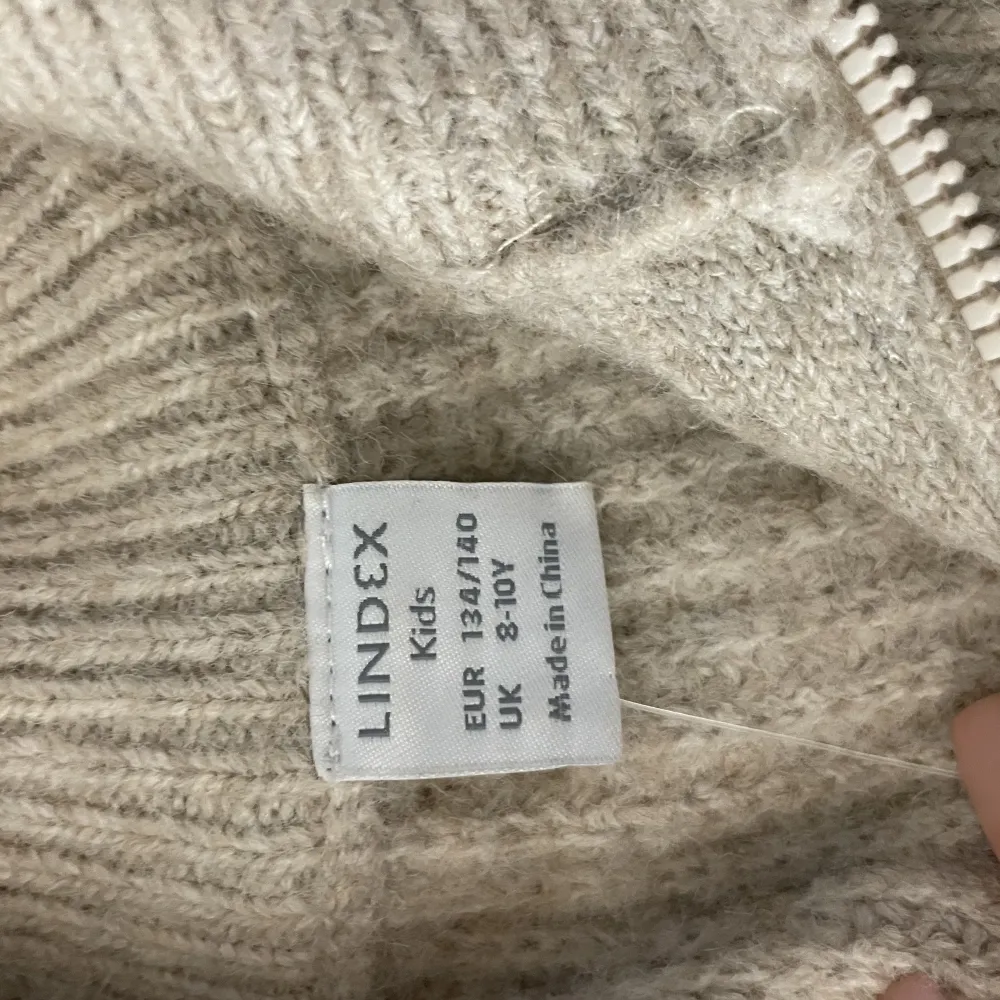 LINDEX
Kids
EUR 134/140
UK 8-10Y
Made in China